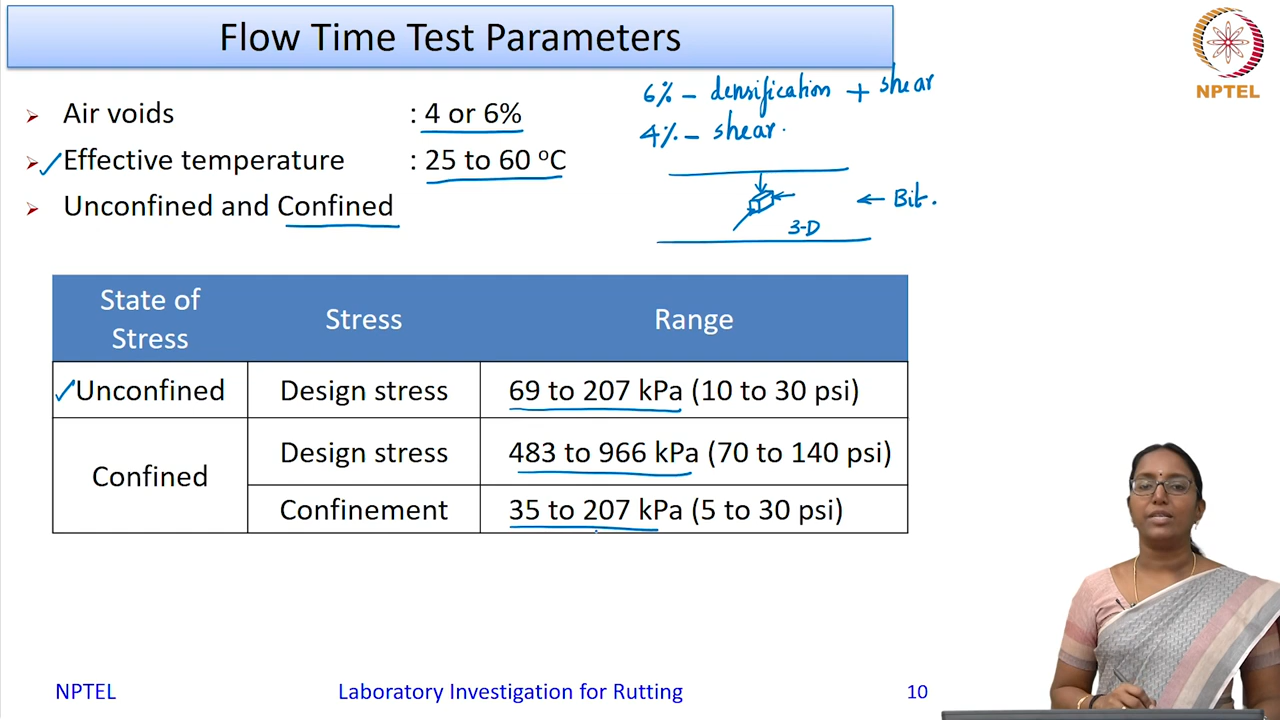 Flow Time Test Parameters
NPTEL
6% - densification + shear
4% - shear.
Air voids : 4 or 6%
Effective temperature : 25 to 60 °C
Unconfined and Confined
← Bit.
3-D
State of Stress Stress Range
Unconfined Design stress 69 to 207 kPa (10 to 30 psi)
Confined Design stress 483 to 966 kPa (70 to 140 psi)
Confinement 35 to 207 kPa (5 to 30 psi)
NPTEL Laboratory Investigation for Rutting 10